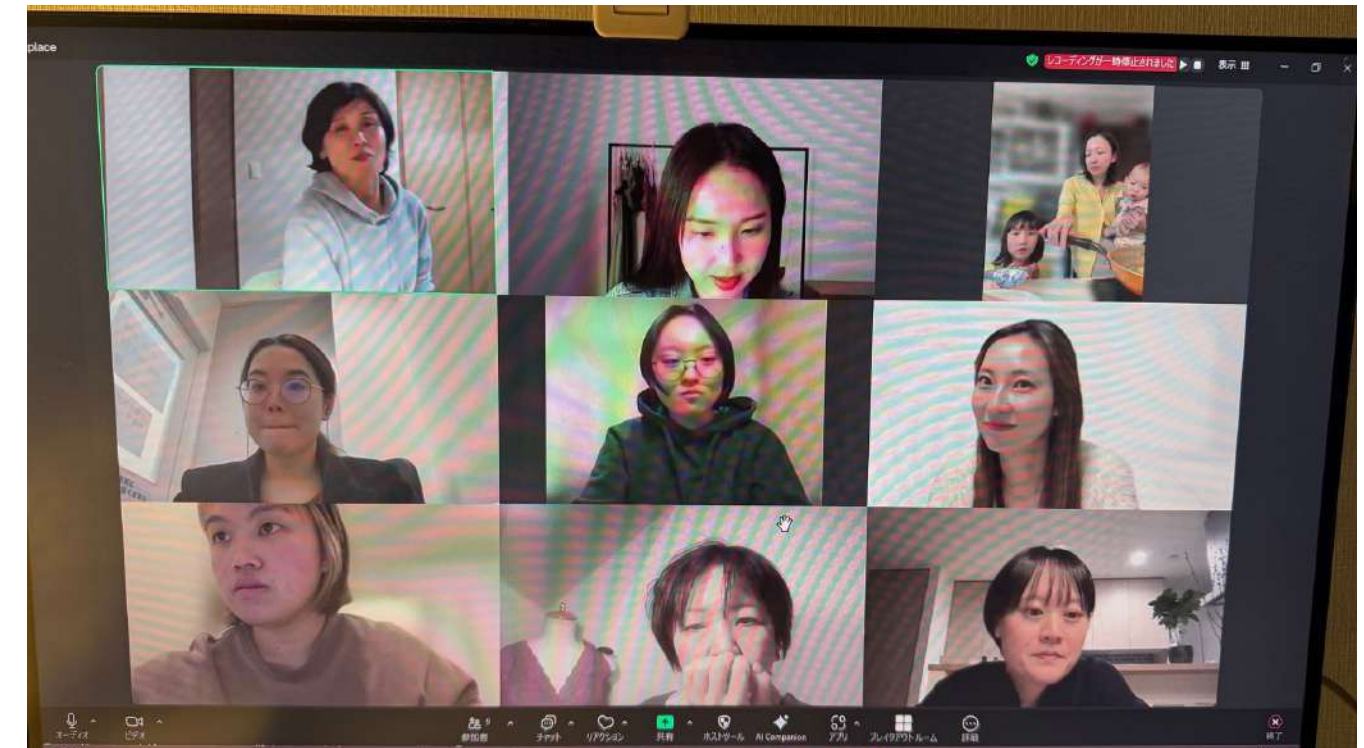 place
レコーディングが一時停止されました
表示
オーディオ
ビデオ
参加者
9
チャット
リアクション
共有
ホストツール
AI Companion
アプリ
ブレイクアウトルーム
詳細
終了